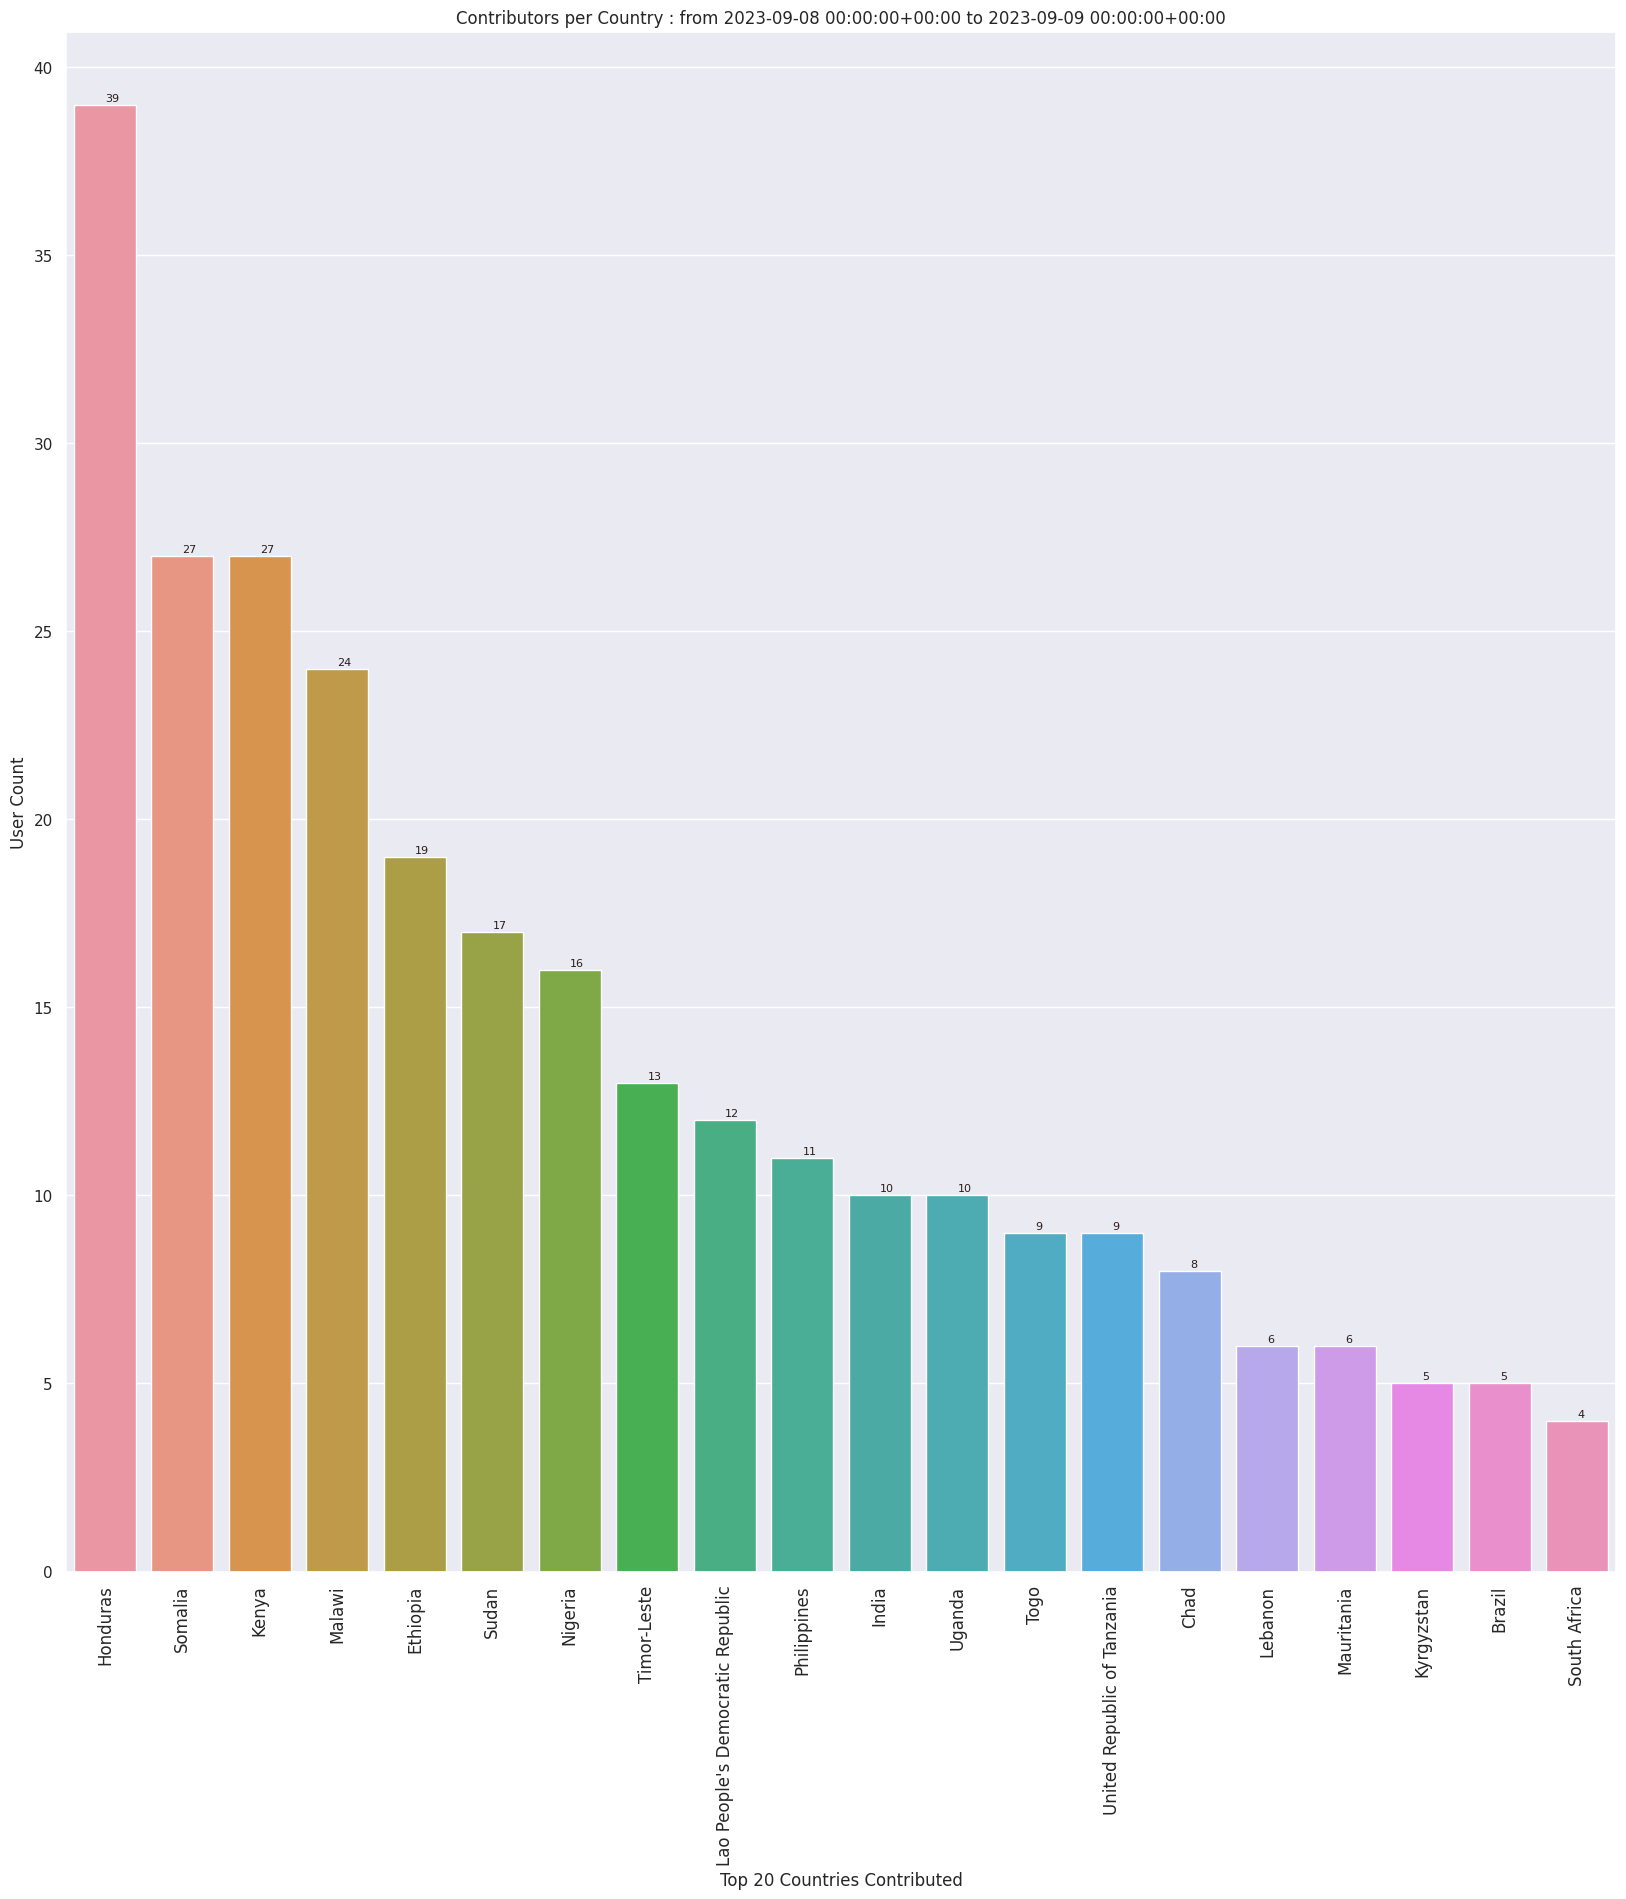 Contributors per Country : from 2023-09-08 00:00:00+00:00 to 2023-09-09 00:00:00+00:00
User Count
40
35
30
25
20
15
10
5
0
39
27
27
24
19
17
16
13
12
11
10
10
9
9
8
6
6
5
5
4
Honduras
Somalia
Kenya
Malawi
Ethiopia
Sudan
Nigeria
Timor-Leste
Lao People's Democratic Republic
Philippines
India
Uganda
Togo
United Republic of Tanzania
Chad
Lebanon
Mauritania
Kyrgyzstan
Brazil
South Africa
Top 20 Countries Contributed